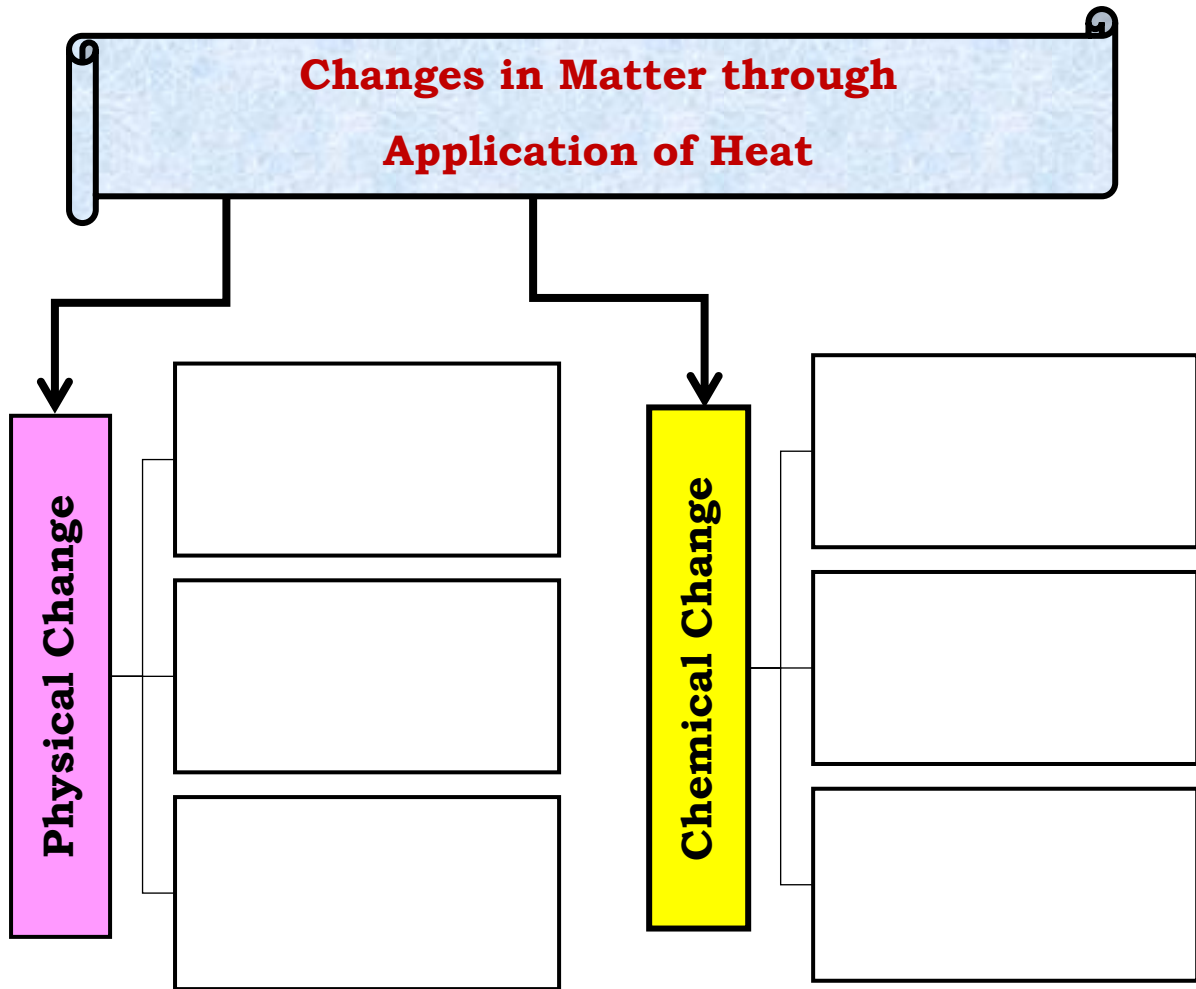 Changes in Matter through
Application of Heat
Physical Change
Chemical Change